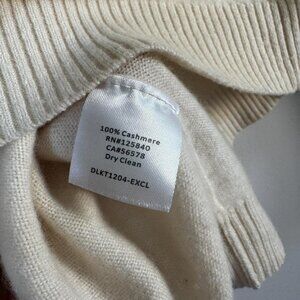 100% Cashmere
RN#125840
CA#56578
Dry Clean
DLKT1204-EXCL